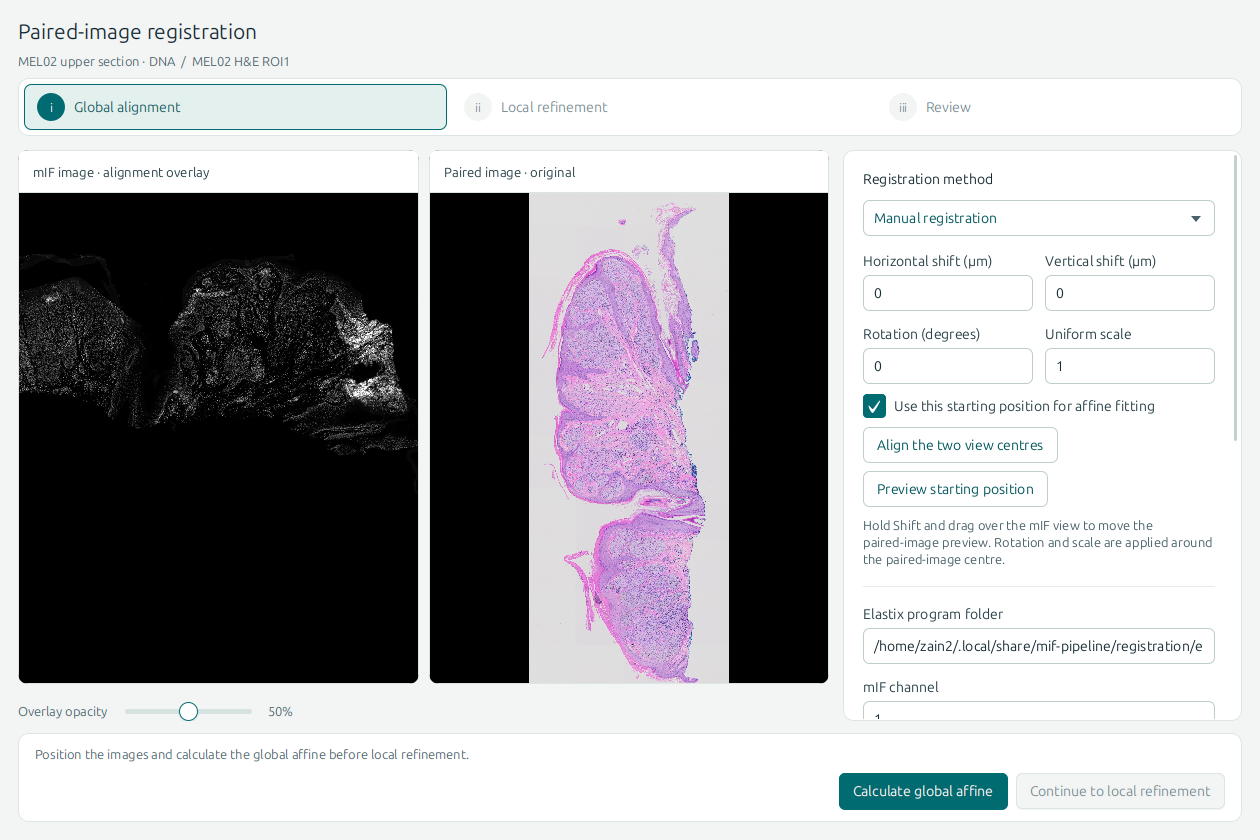 Paired-image registration
MEL02 upper section · DNA / MEL02 H&E ROI1
i Global alignment
ii Local refinement
iii Review
mIF image · alignment overlay
Paired image · original
Registration method
Manual registration
Horizontal shift (µm) Vertical shift (µm)
0 0
Rotation (degrees) Uniform scale
0 1
Use this starting position for affine fitting
Align the two view centres
Preview starting position
Hold Shift and drag over the mIF view to move the
paired-image preview. Rotation and scale are applied around
the paired-image centre.
Elastix program folder
/home/zain2/.local/share/mif-pipeline/registration/e
mIF channel
1
Overlay opacity 50%
Position the images and calculate the global affine before local refinement.
Calculate global affine Continue to local refinement